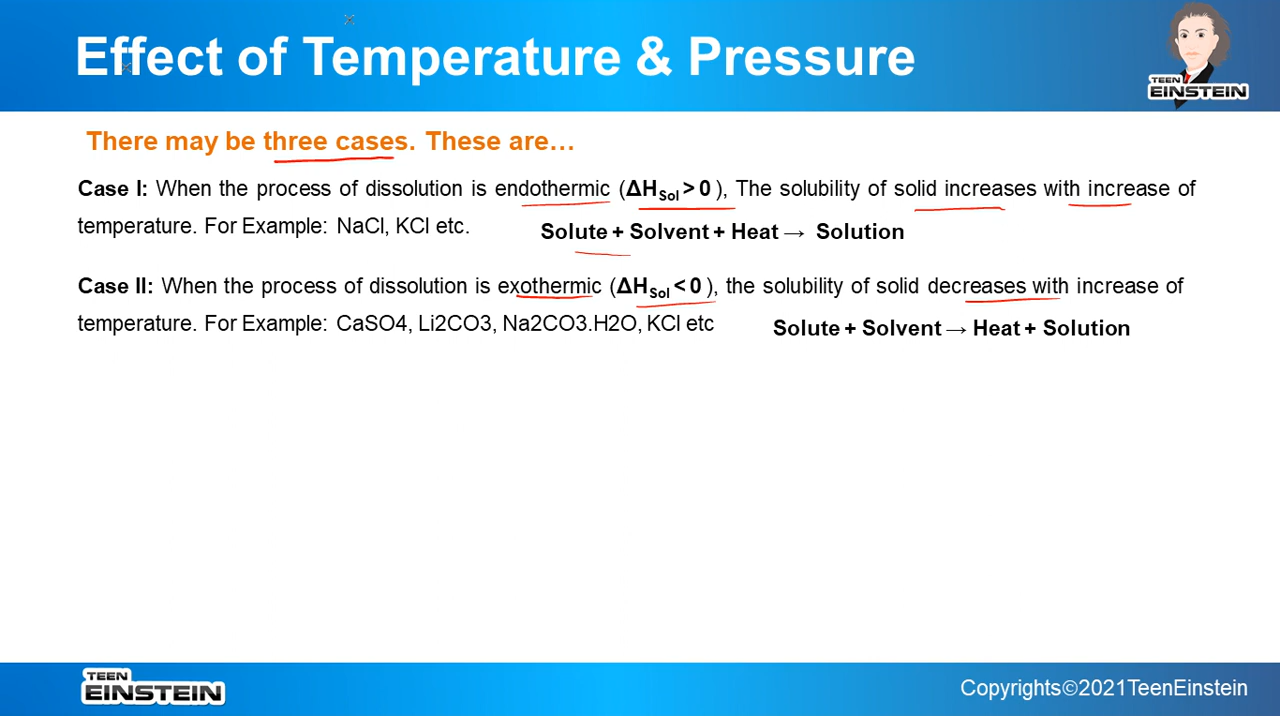 Effect of Temperature & Pressure
TEEN
EINSTEIN
There may be three cases. These are…
Case I: When the process of dissolution is endothermic (ΔHSol > 0 ), The solubility of solid increases with increase of
temperature. For Example: NaCl, KCl etc.
Solute + Solvent + Heat → Solution
Case II: When the process of dissolution is exothermic (ΔHSol < 0 ), the solubility of solid decreases with increase of
temperature. For Example: CaSO4, Li2CO3, Na2CO3.H2O, KCl etc
Solute + Solvent → Heat + Solution
TEEN
EINSTEIN
Copyrights©2021TeenEinstein